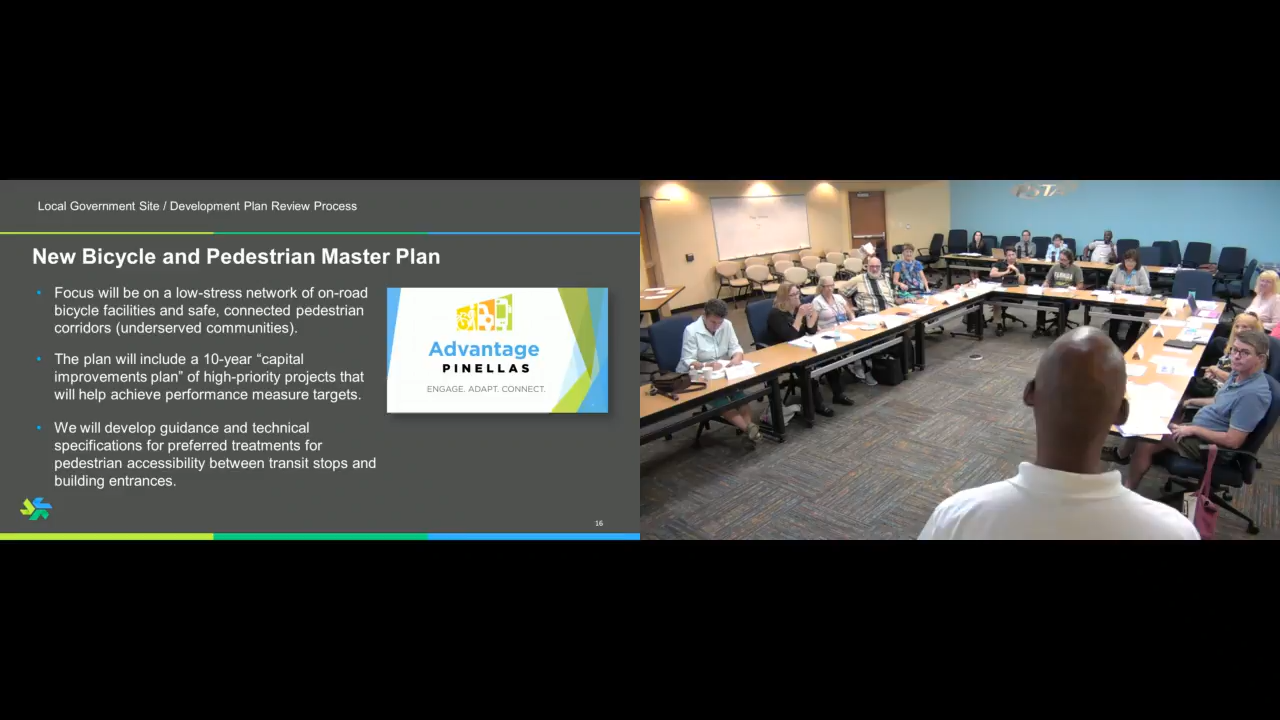 Local Government Site / Development Plan Review Process
New Bicycle and Pedestrian Master Plan
• Focus will be on a low-stress network of on-road
bicycle facilities and safe, connected pedestrian
corridors (underserved communities).
• The plan will include a 10-year “capital
improvements plan” of high-priority projects that
will help achieve performance measure targets.
• We will develop guidance and technical
specifications for preferred treatments for
pedestrian accessibility between transit stops and
building entrances.
Advantage
PINELLAS
ENGAGE. ADAPT. CONNECT.
16
PSTA